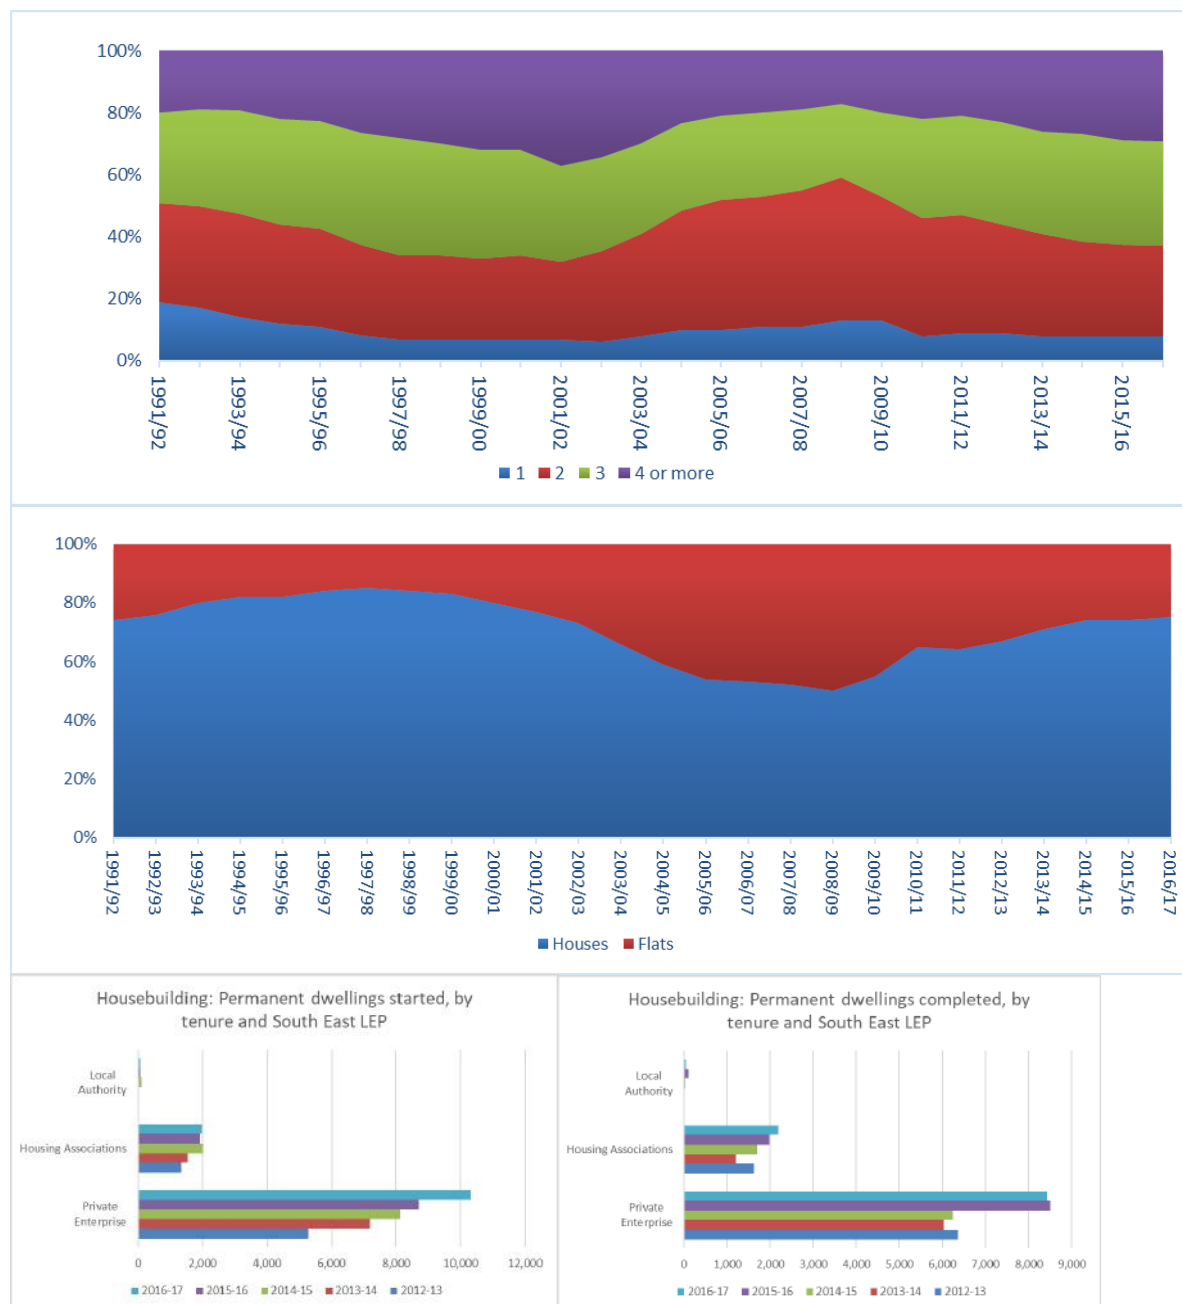 100%
80%
60%
40%
20%
0%
1991/92
1993/94
1995/96
1997/98
1999/00
2001/02
2003/04
2005/06
2007/08
2009/10
2011/12
2013/14
2015/16
1 2 3 4 or more
100%
80%
60%
40%
20%
0%
1991/92
1992/93
1993/94
1994/95
1995/96
1996/97
1997/98
1998/99
1999/00
2000/01
2001/02
2002/03
2003/04
2004/05
2005/06
2006/07
2007/08
2008/09
2009/10
2010/11
2011/12
2012/13
2013/14
2014/15
2015/16
2016/17
Houses Flats
Housebuilding: Permanent dwellings started, by
tenure and South East LEP
Local
Authority
Housing Associations
Private
Enterprise
0 2,000 4,000 6,000 8,000 10,000 12,000
2016-17 2015-16 2014-15 2013-14 2012-13
Housebuilding: Permanent dwellings completed, by
tenure and South East LEP
Local
Authority
Housing Associations
Private
Enterprise
0 1,000 2,000 3,000 4,000 5,000 6,000 7,000 8,000 9,000
2016-17 2015-16 2014-15 2013-14 2012-13